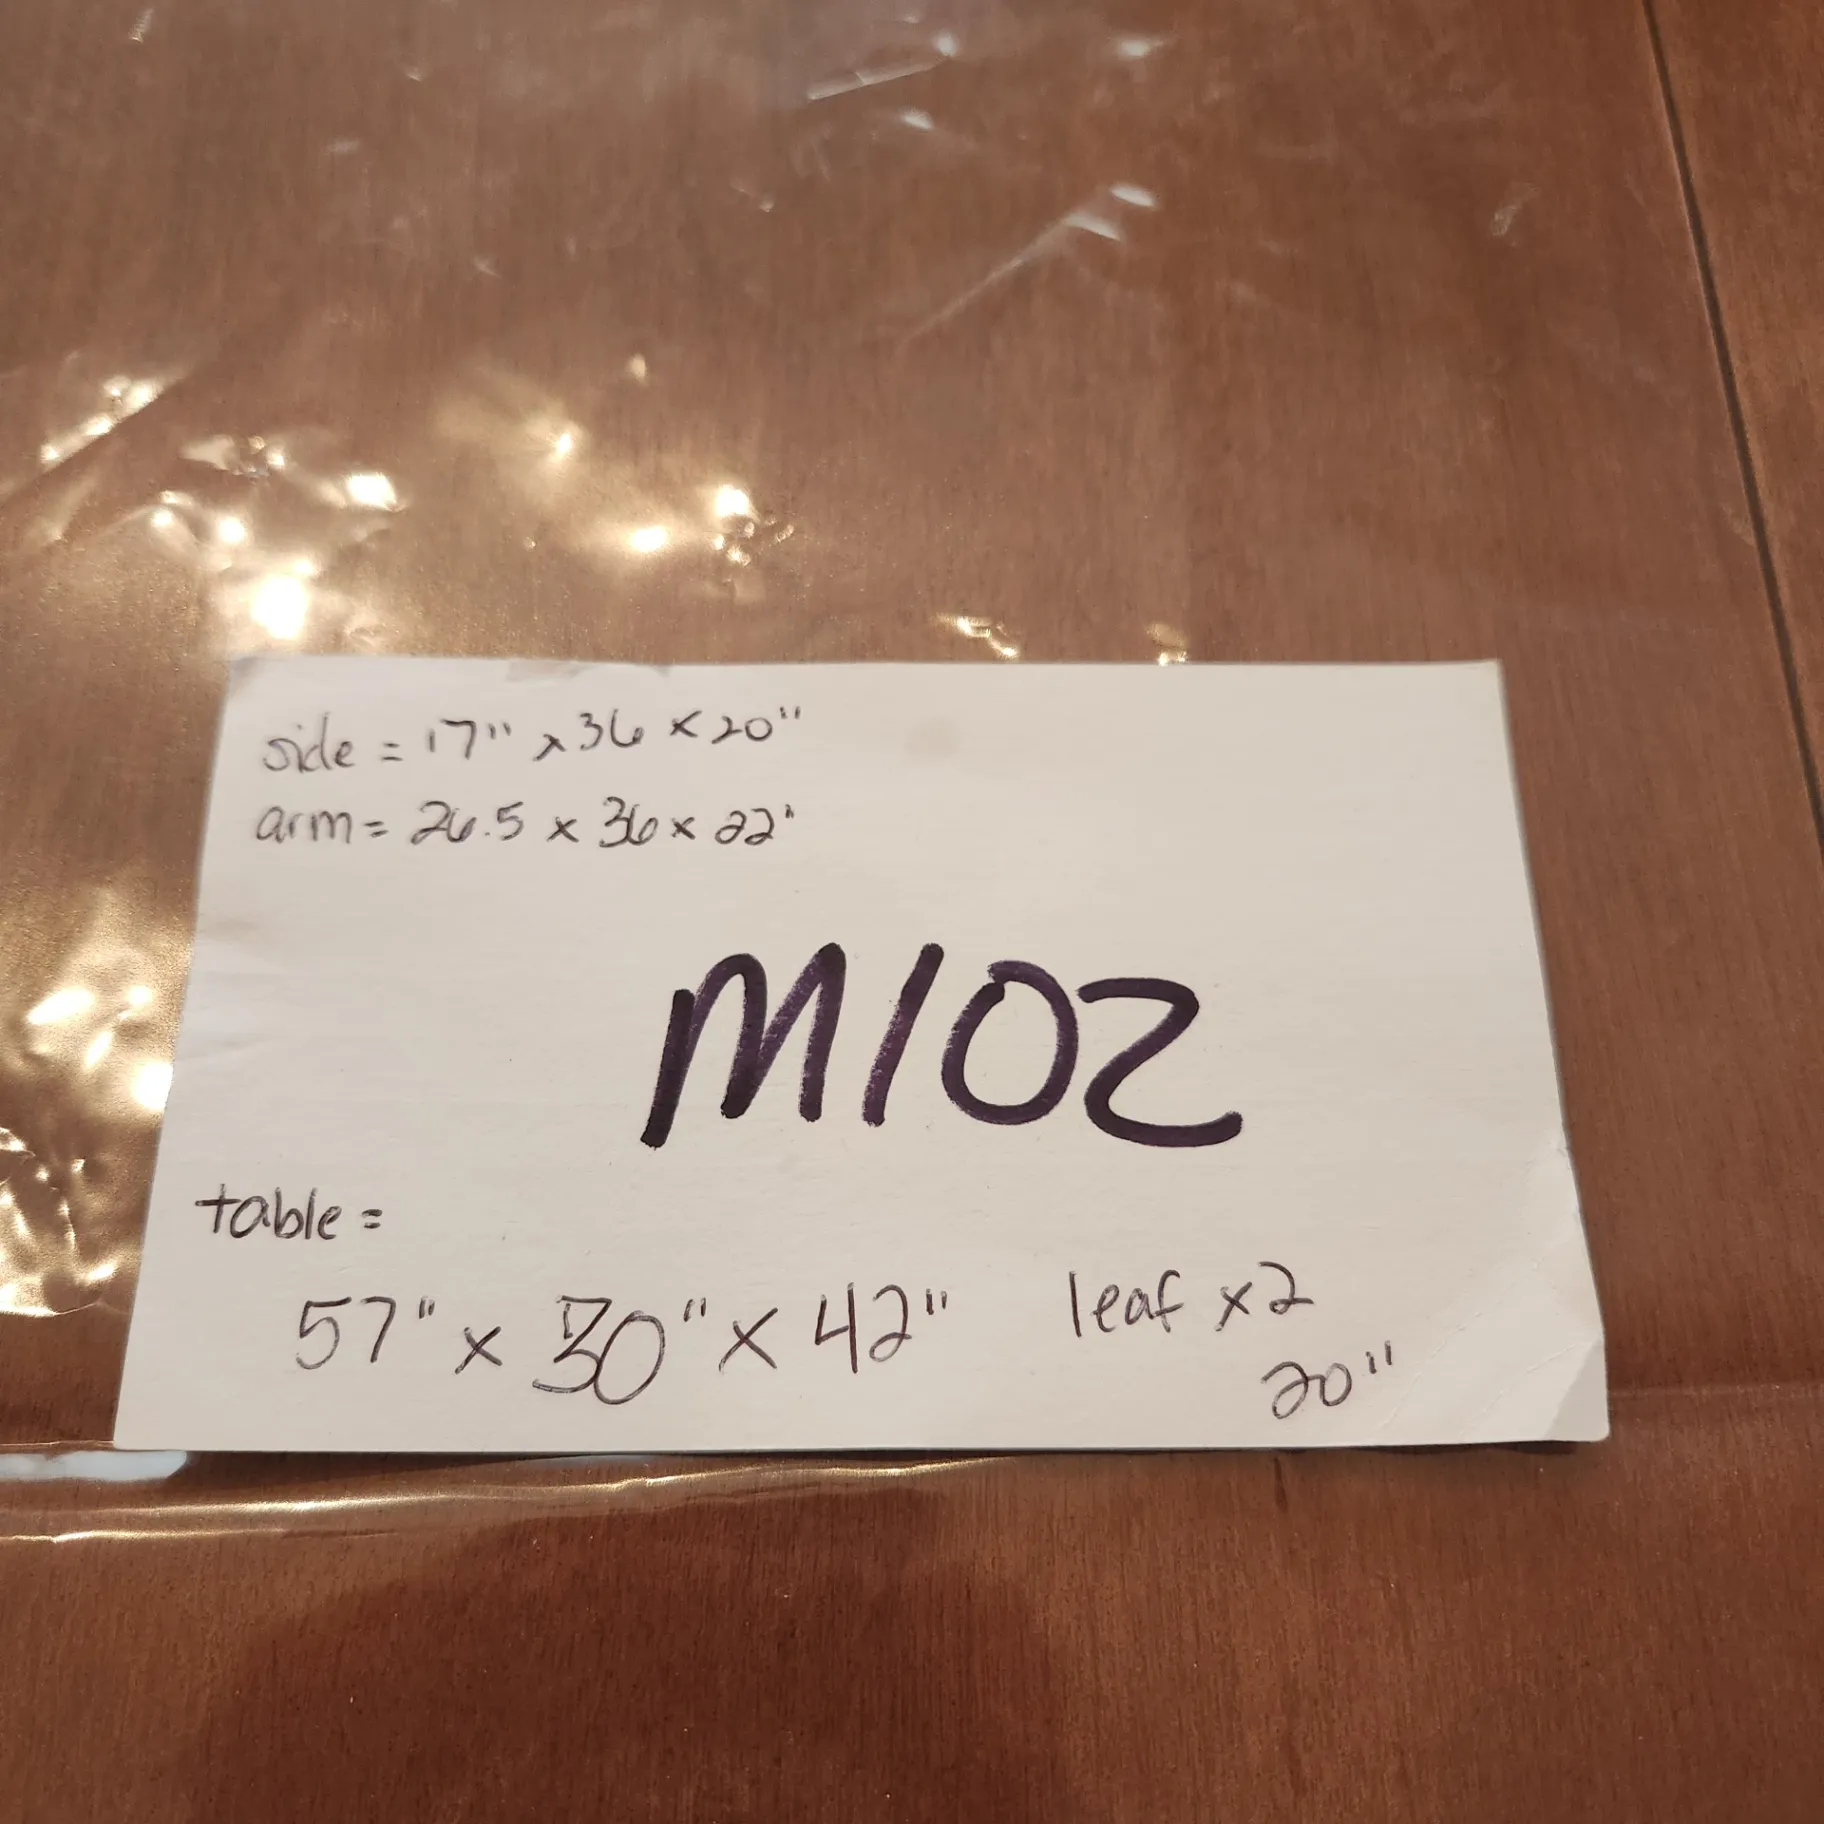 side = 17" x 36 x 20"
arm = 26.5 x 36 x 22"
M102
table =
57" x 30" x 42"
leaf x2
20"